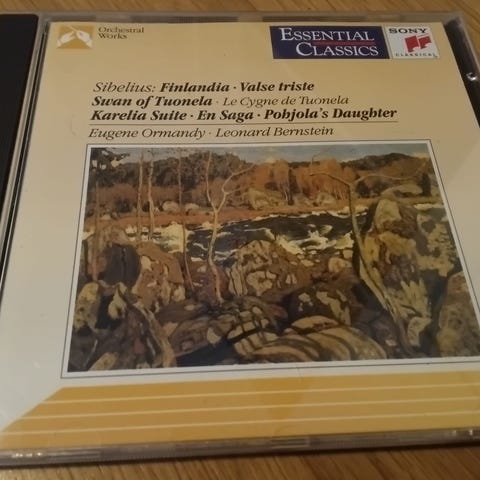 Orchestral
Works
ESSENTIAL
CLASSICS
SONY
CLASSICAL
Sibelius: Finlandia · Valse triste
Swan of Tuonela · Le Cygne de Tuonela
Karelia Suite · En Saga · Pohjola's Daughter
Eugene Ormandy · Leonard Bernstein